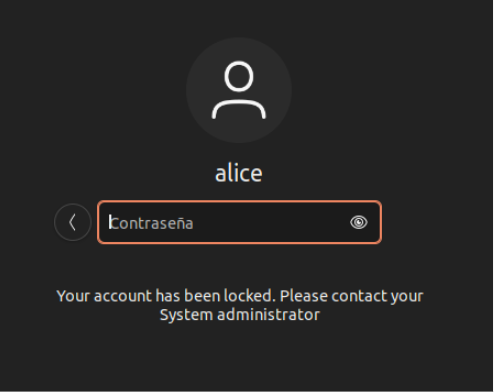 alice
Contraseña
Your account has been locked. Please contact your
System administrator